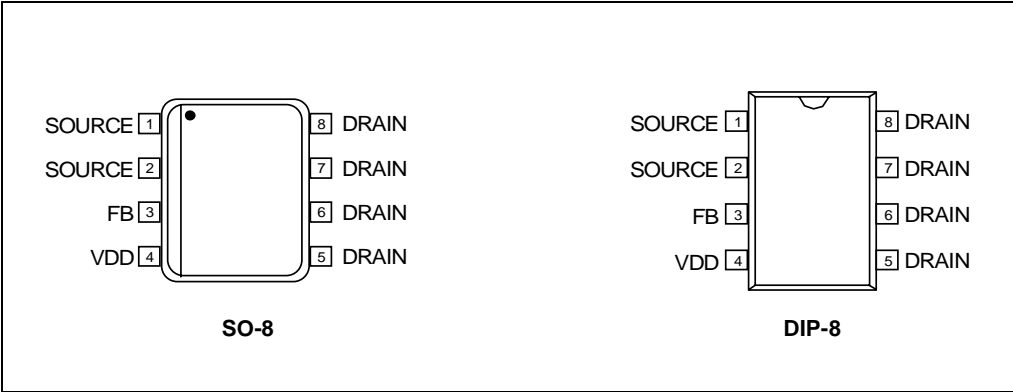 SOURCE 1 8 DRAIN
SOURCE 2 7 DRAIN
FB 3 6 DRAIN
VDD 4 5 DRAIN
SO-8
SOURCE 1 8 DRAIN
SOURCE 2 7 DRAIN
FB 3 6 DRAIN
VDD 4 5 DRAIN
DIP-8